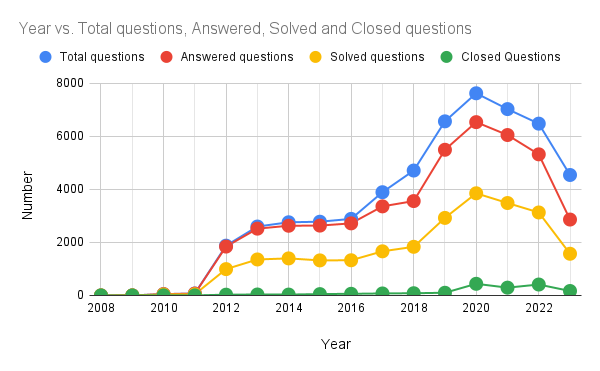 Year vs. Total questions, Answered, Solved and Closed questions
Total questions Answered questions Solved questions Closed Questions
8000
6000
4000
2000
0
Number
2008 2010 2012 2014 2016 2018 2020 2022
Year